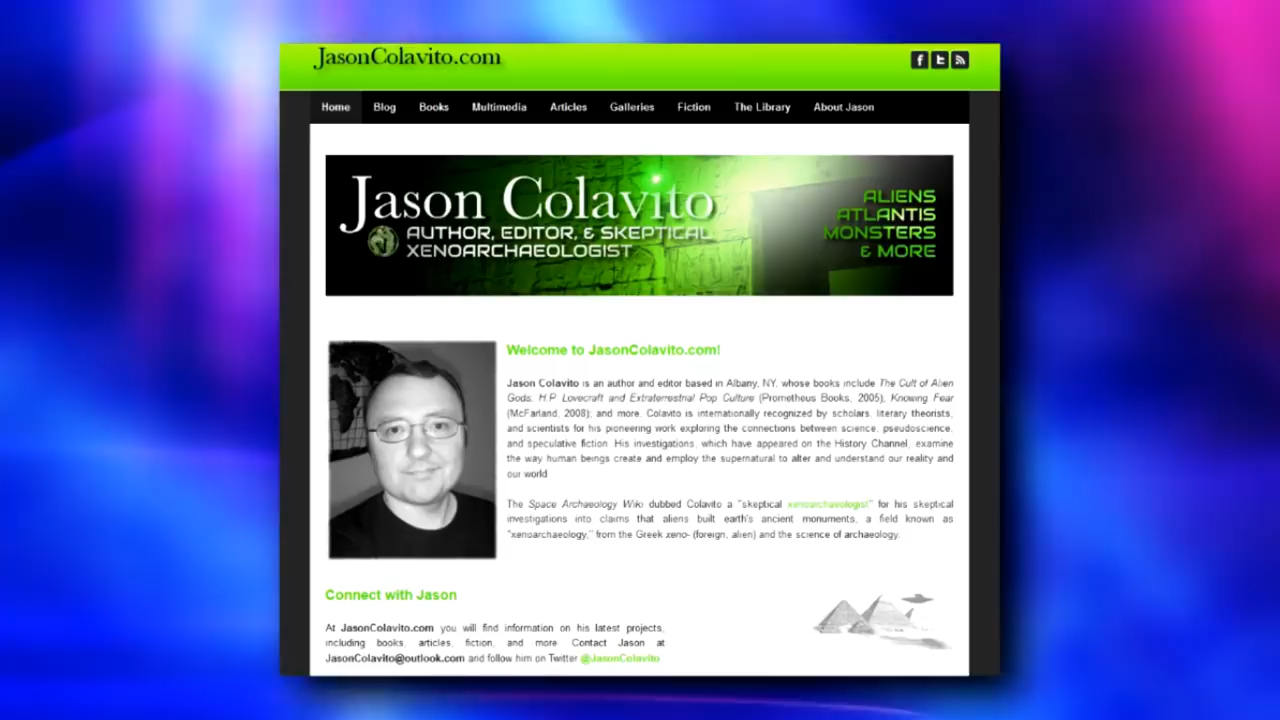 JasonColavito.com
Home Blog Books Multimedia Articles Galleries Fiction The Library About Jason
Jason Colavito
AUTHOR, EDITOR, & SKEPTICAL
XENOARCHAEOLOGIST
ALIENS
ATLANTIS
MONSTERS
& MORE
Welcome to JasonColavito.com!
Jason Colavito is an author and editor based in Albany, NY, whose books include The Cult of Alien
Gods: H.P. Lovecraft and Extraterrestrial Pop Culture (Prometheus Books, 2005), Knowing Fear
(McFarland, 2008); and more. Colavito is internationally recognized by scholars, literary theorists,
and scientists for his pioneering work exploring the connections between science, pseudoscience,
and speculative fiction. His investigations, which have appeared on the History Channel, examine
the way human beings create and employ the supernatural to alter and understand our reality and
our world.
The Space Archaeology Wiki dubbed Colavito a "skeptical xenoarchaeologist" for his skeptical
investigations into claims that aliens built earth's ancient monuments, a field known as
"xenoarchaeology," from the Greek xeno- (foreign, alien) and the science of archaeology.
Connect with Jason
At JasonColavito.com you will find information on his latest projects,
including books, articles, fiction, and more. Contact Jason at
JasonColavito@outlook.com and follow him on Twitter @JasonColavito